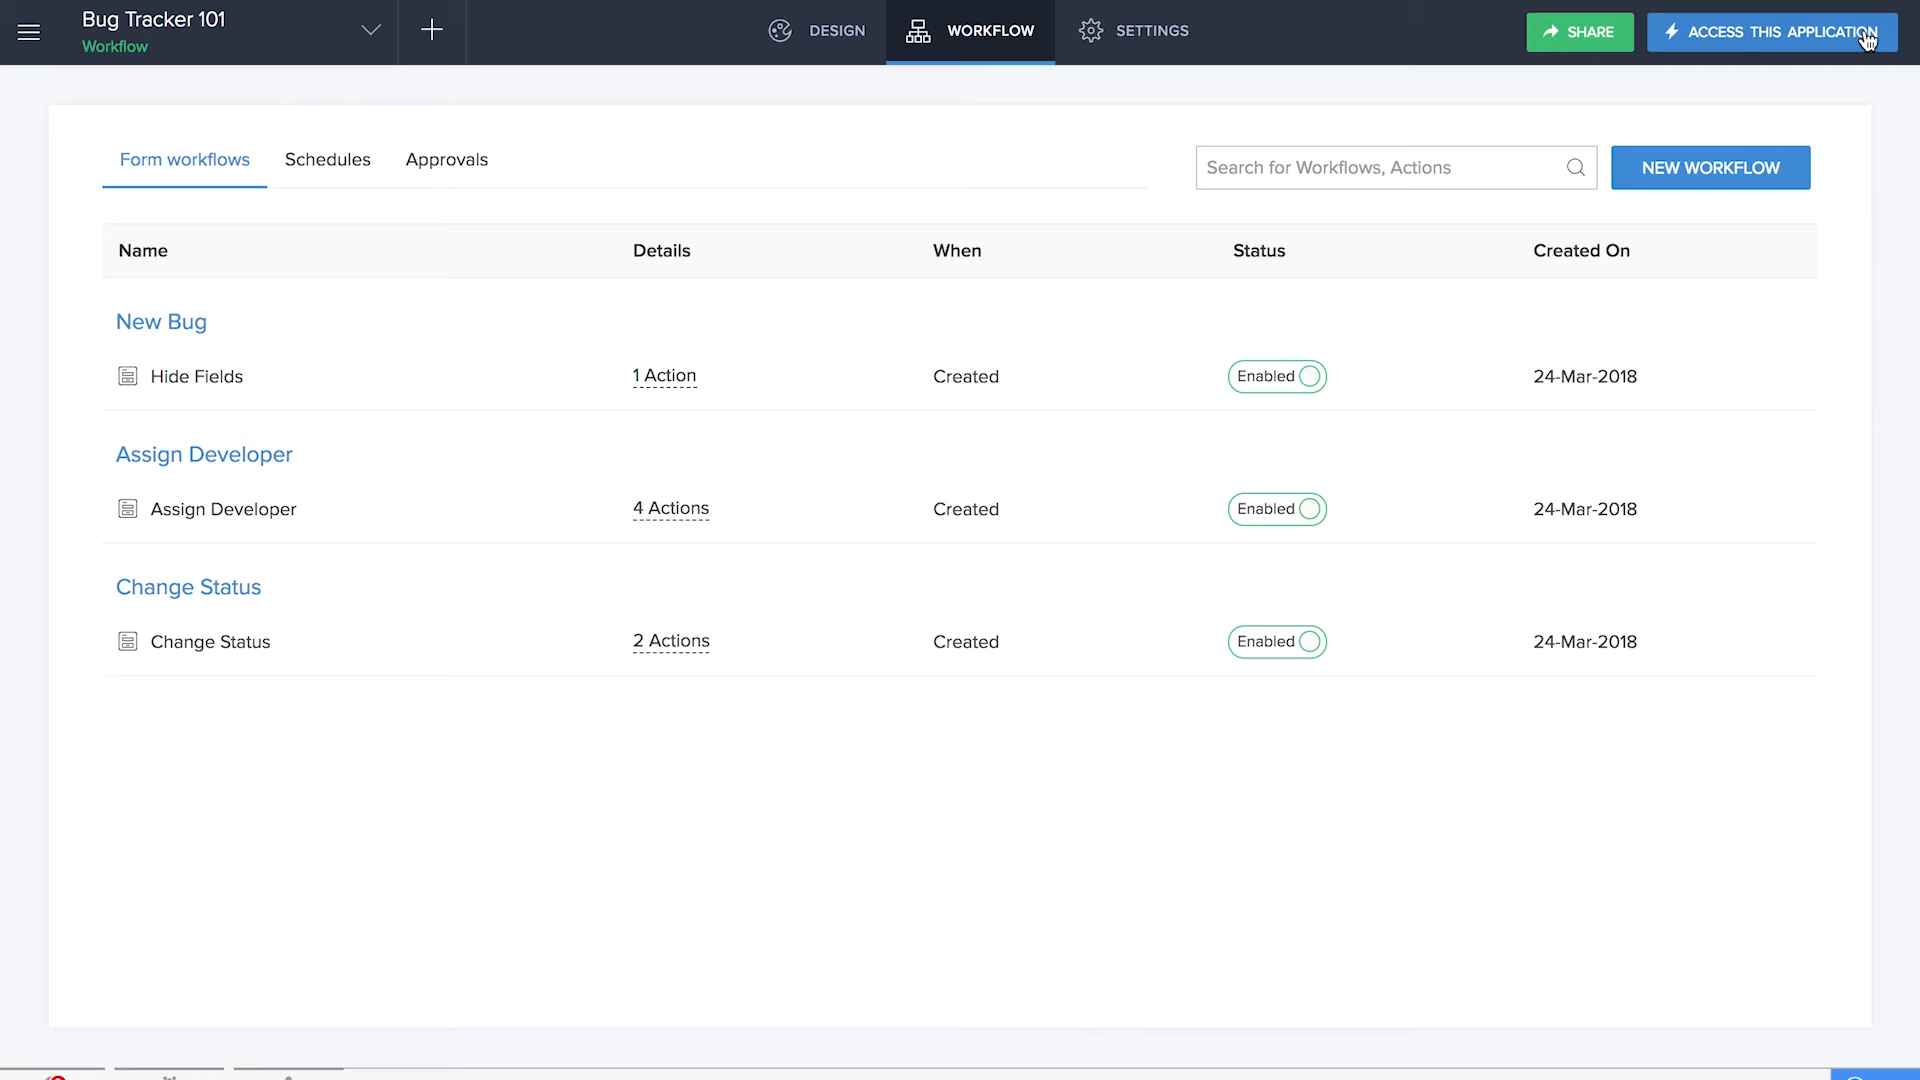 Bug Tracker 101
Workflow
DESIGN
WORKFLOW
SETTINGS
SHARE
ACCESS THIS APPLICATION
Form workflows
Schedules
Approvals
Search for Workflows, Actions
NEW WORKFLOW
Name Details When Status Created On
New Bug
Hide Fields 1 Action Created Enabled 24-Mar-2018
Assign Developer
Assign Developer 4 Actions Created Enabled 24-Mar-2018
Change Status
Change Status 2 Actions Created Enabled 24-Mar-2018